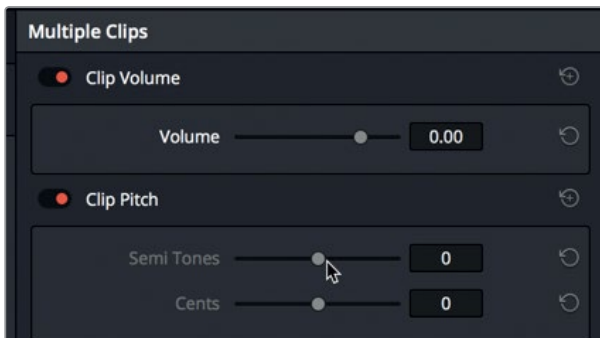 Multiple Clips
Clip Volume
Volume 0.00
Clip Pitch
Semi Tones 0
Cents 0